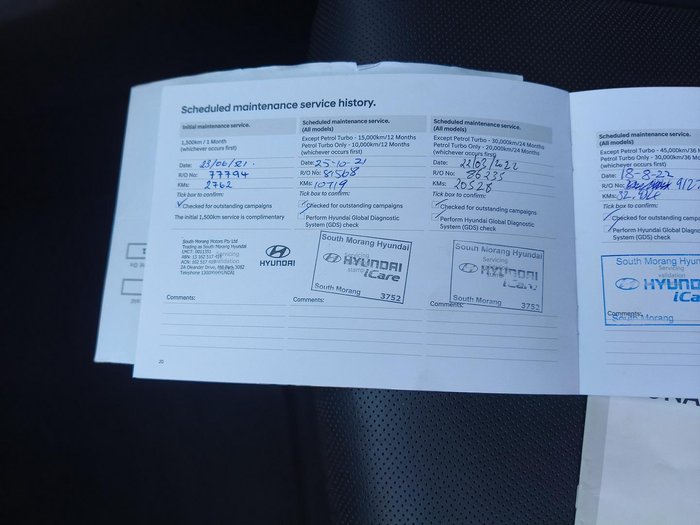 Scheduled maintenance service history.
Initial maintenance service.
1,500km / 1 Month
(whichever occurs first)
Date: 23/06/21.
R/O No: 77794
KMs: 2762
Tick box to confirm:
Checked for outstanding campaigns
The initial 1,500km service is complimentary
South Morang Motors Pty Ltd
Trading as South Morang Hyundai
HYUNDAI
Comments:
20
Scheduled maintenance service.
(All models)
Except Petrol Turbo - 15,000km/12 Months
Petrol Turbo Only - 10,000km/12 Months
(whichever occurs first)
Date: 25-10-21
R/O No: 81568
KMs: 10719
Tick box to confirm:
Checked for outstanding campaigns
Perform Hyundai Global Diagnostic
System (GDS) check
South Morang Hyundai
HYUNDAI
iCare
South Morang 3752
Comments:
Scheduled maintenance service.
(All models)
Except Petrol Turbo - 30,000km/24 Months
Petrol Turbo Only - 20,000km/24 Months
(whichever occurs first)
Date: 22/03/2022
R/O No: 86235
KMs: 20528
Tick box to confirm:
Checked for outstanding campaigns
Perform Hyundai Global Diagnostic
System (GDS) check
South Morang Hyundai
Servicing
HYUNDAI
iCare
South Morang 3752
Comments:
Scheduled maintenance service.
(All models)
Except Petrol Turbo - 45,000km/36 M
Petrol Turbo Only - 30,000km/36 M
(whichever occurs first)
Date: 18-8-22
R/O No:
KMs:
Tick box to confirm:
Checked for outstanding campaigns
Perform Hyundai Global Diagnostic
System (GDS) check
South Morang Hyun
Servicing
validation
HYUND
iCa
Comments:
South Morang